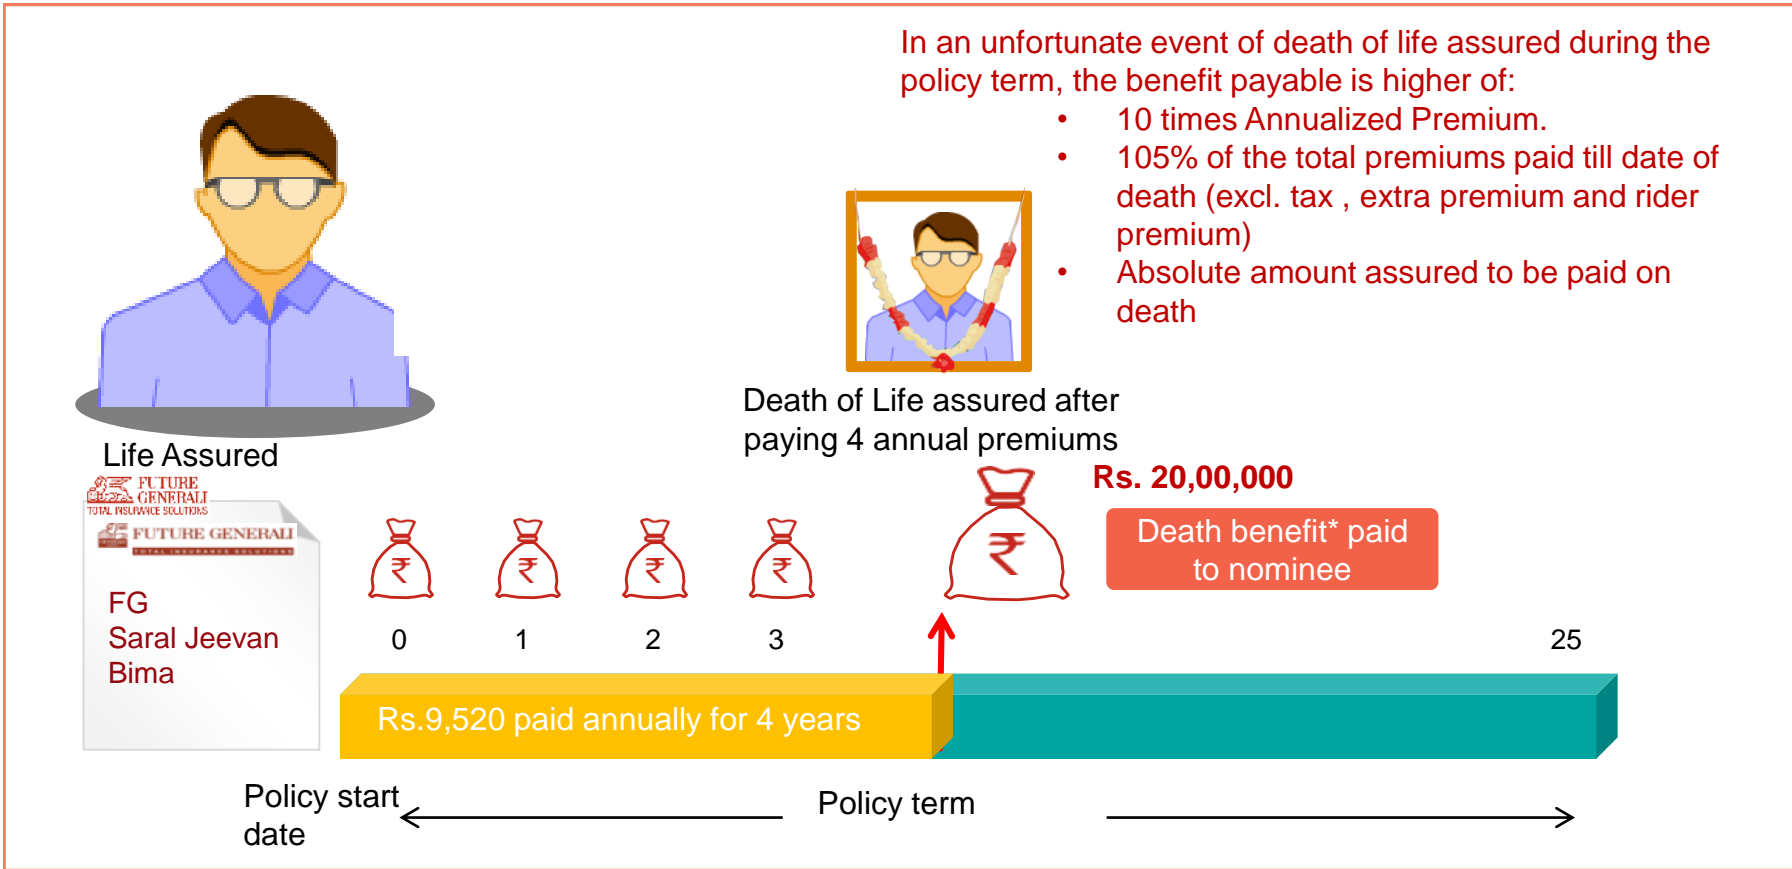 In an unfortunate event of death of life assured during the
policy term, the benefit payable is higher of:
• 10 times Annualized Premium.
• 105% of the total premiums paid till date of
death (excl. tax , extra premium and rider
premium)
• Absolute amount assured to be paid on
death
Death of Life assured after
paying 4 annual premiums
Life Assured
FUTURE
GENERALI
TOTAL INSURANCE SOLUTIONS
FUTURE GENERALI
TOTAL INSURANCE SOLUTIONS
FG
Saral Jeevan
Bima
Rs. 20,00,000
Death benefit* paid
to nominee
₹ ₹ ₹ ₹ ₹
0 1 2 3 25
Rs.9,520 paid annually for 4 years
Policy start
date
Policy term